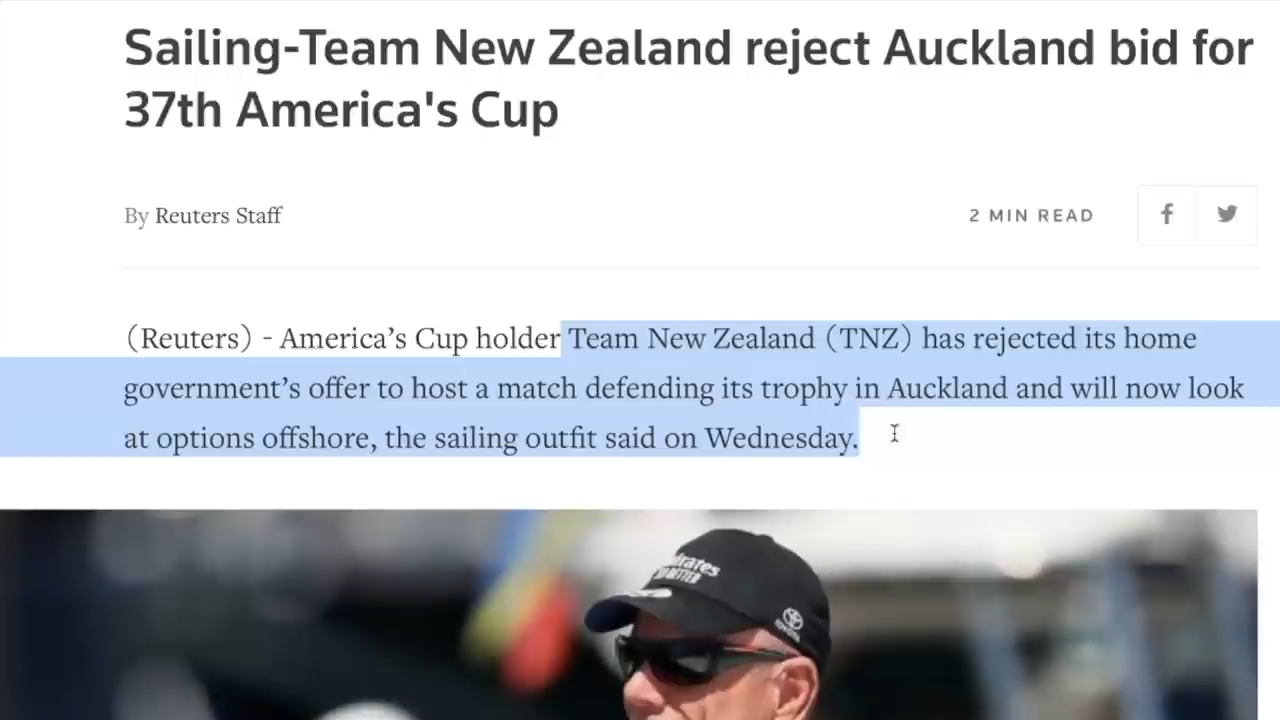 Sailing-Team New Zealand reject Auckland bid for
37th America's Cup
By Reuters Staff
2 MIN READ
(Reuters) - America’s Cup holder Team New Zealand (TNZ) has rejected its home
government’s offer to host a match defending its trophy in Auckland and will now look
at options offshore, the sailing outfit said on Wednesday.
TOYOTA